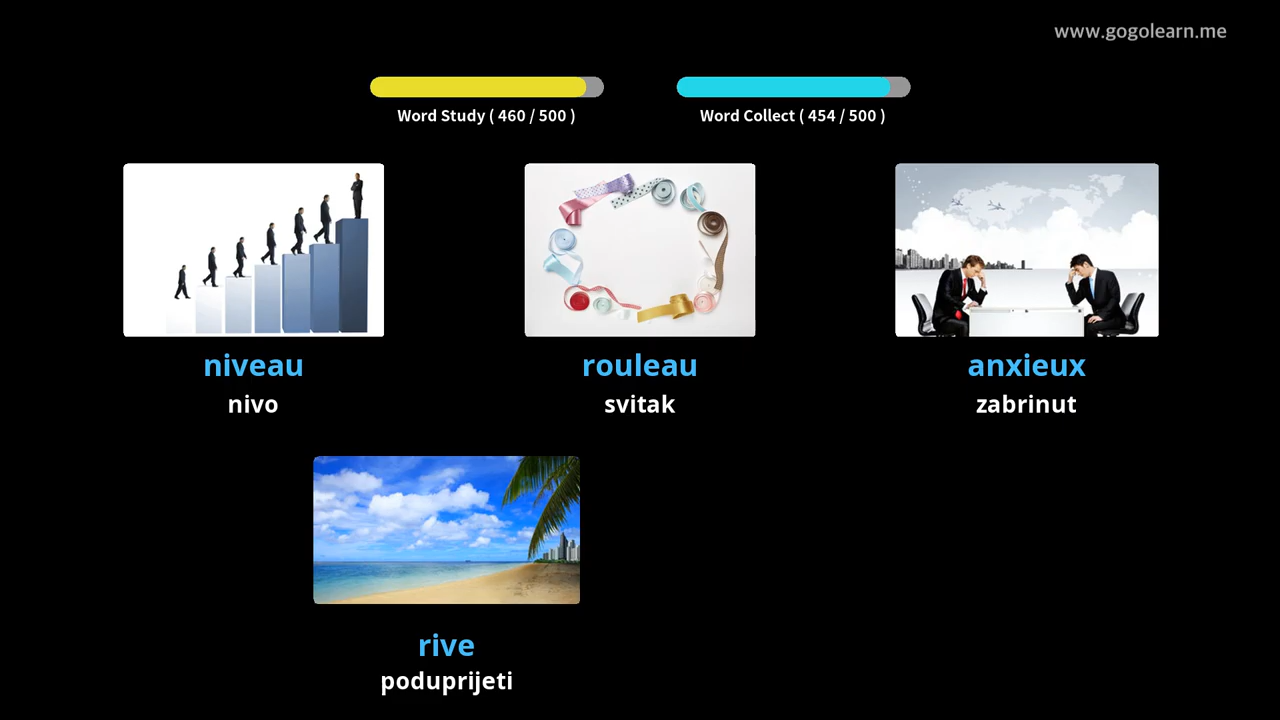 www.gogolearn.me
Word Study ( 460 / 500 )
Word Collect ( 454 / 500 )
niveau
nivo
rouleau
svitak
anxieux
zabrinut
rive
poduprijeti